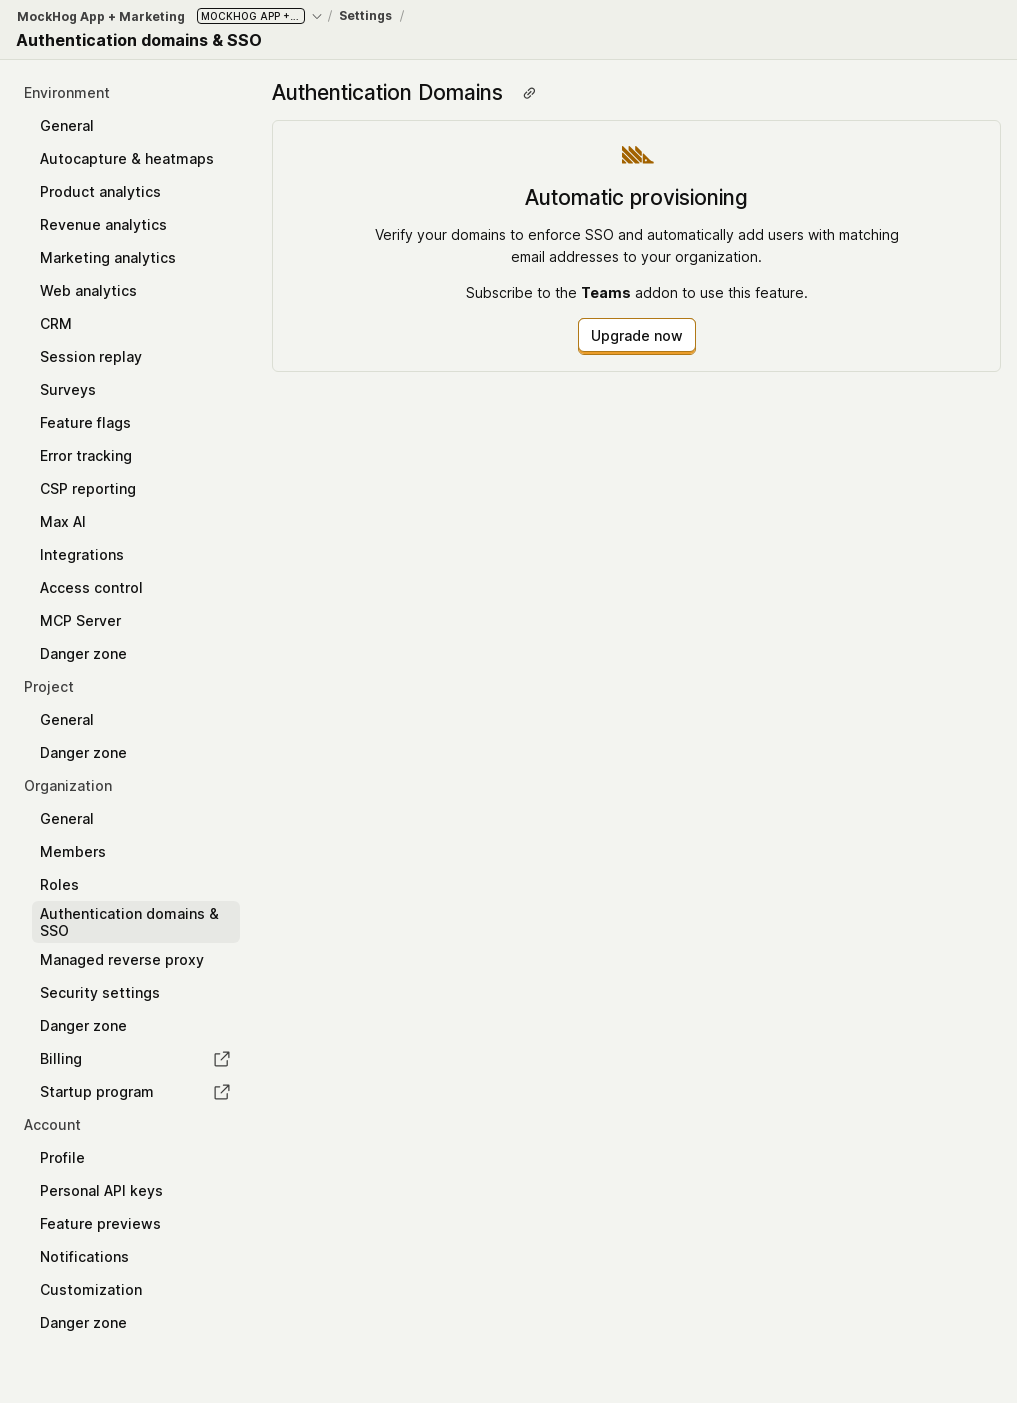 MockHog App + Marketing MOCKHOG APP +... / Settings /
Authentication domains & SSO
Environment
General
Autocapture & heatmaps
Product analytics
Revenue analytics
Marketing analytics
Web analytics
CRM
Session replay
Surveys
Feature flags
Error tracking
CSP reporting
Max AI
Integrations
Access control
MCP Server
Danger zone
Project
General
Danger zone
Organization
General
Members
Roles
Authentication domains &
SSO
Managed reverse proxy
Security settings
Danger zone
Billing
Startup program
Account
Profile
Personal API keys
Feature previews
Notifications
Customization
Danger zone
Authentication Domains
Automatic provisioning
Verify your domains to enforce SSO and automatically add users with matching
email addresses to your organization.
Subscribe to the Teams addon to use this feature.
Upgrade now